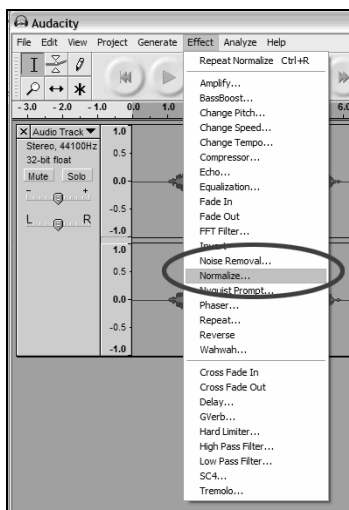 Audacity
File Edit View Project Generate Effect Analyze Help
Repeat Normalize Ctrl+R
- 3.0 - 2.0 - 1.0 0.0 1.0 6.0
Audio Track
Stereo, 44100Hz
32-bit float
Mute Solo
- +
L R
1.0
0.5
0.0
-0.5
-1.0
1.0
0.5
0.0
-0.5
-1.0
Amplify...
BassBoost...
Change Pitch...
Change Speed...
Change Tempo...
Compressor...
Echo...
Equalization...
Fade In
Fade Out
FFT Filter...
Invert
Noise Removal...
Normalize...
Nyquist Prompt...
Phaser...
Repeat...
Reverse
Wahwah...
Cross Fade In
Cross Fade Out
Delay...
GVerb...
Hard Limiter...
High Pass Filter...
Low Pass Filter...
SC4...
Tremolo...